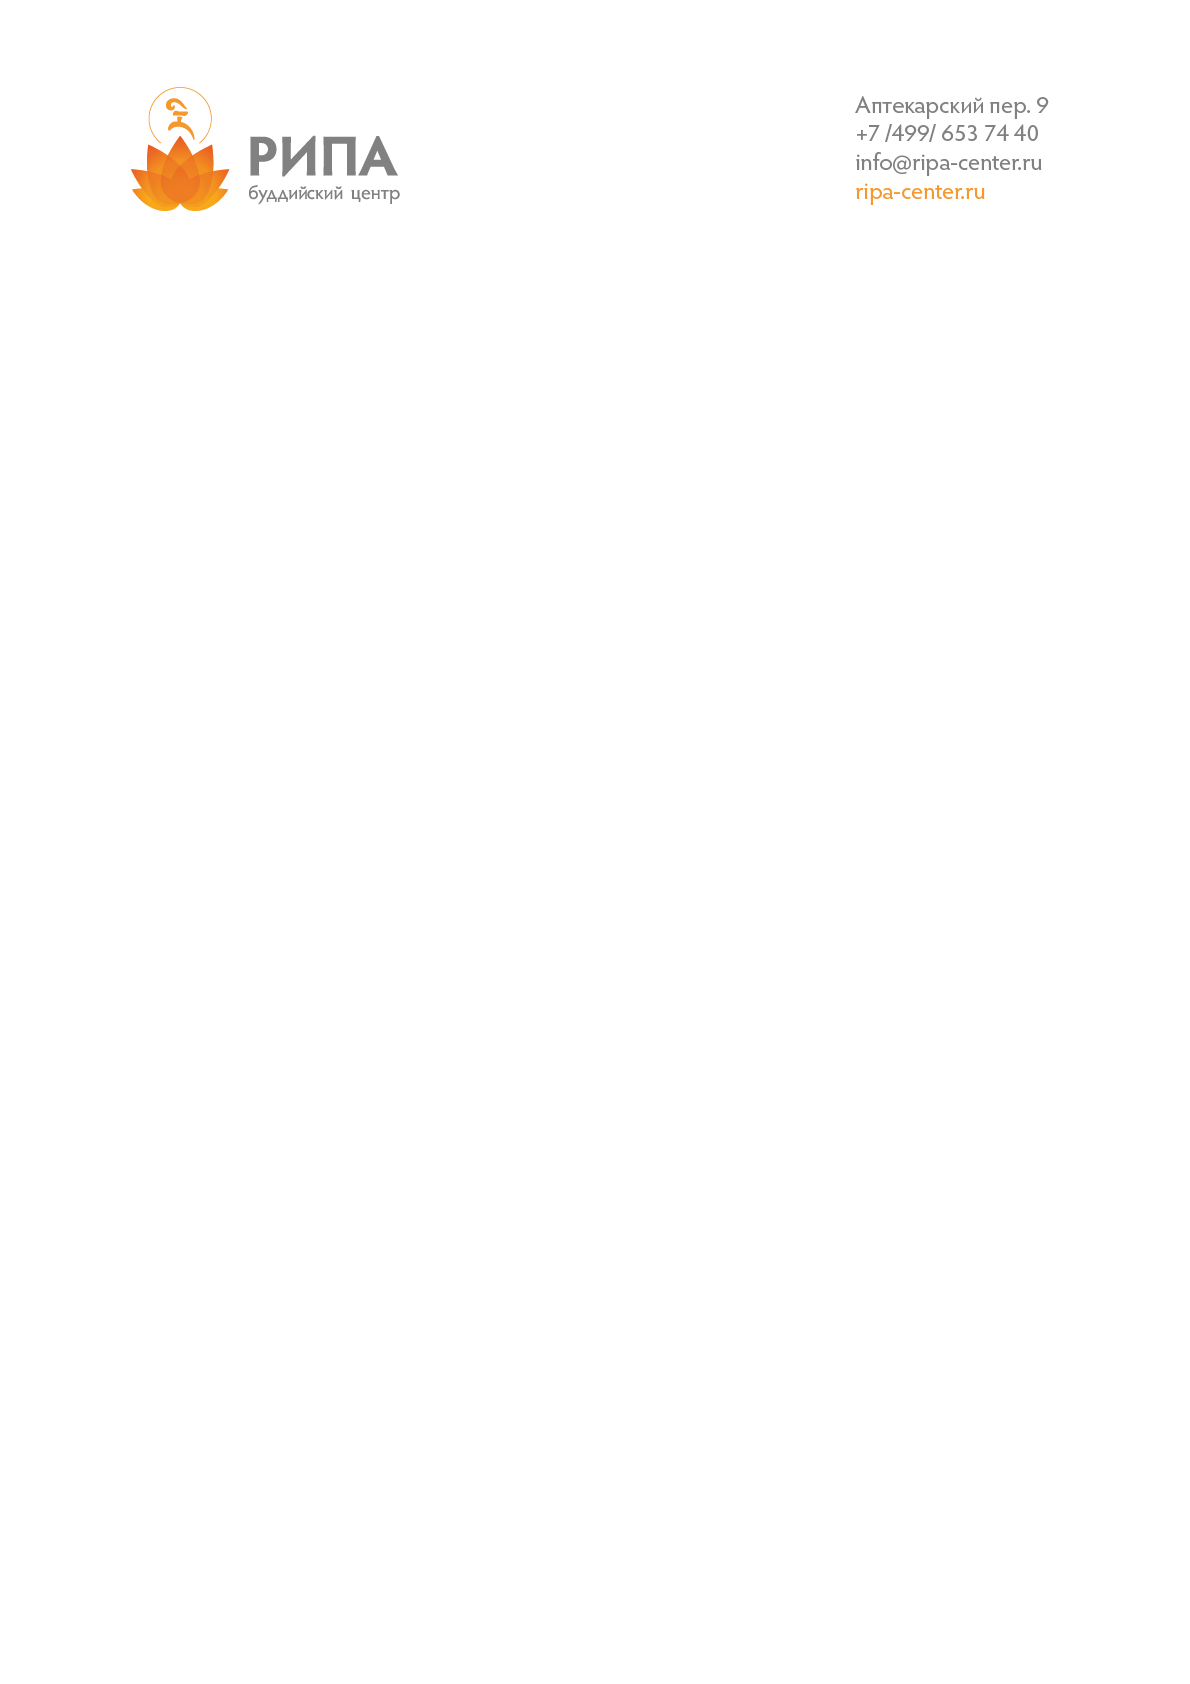 РИПА
буддийский центр
Аптекарский пер. 9
+7 /499/ 653 74 40
info@ripa-center.ru
ripa-center.ru